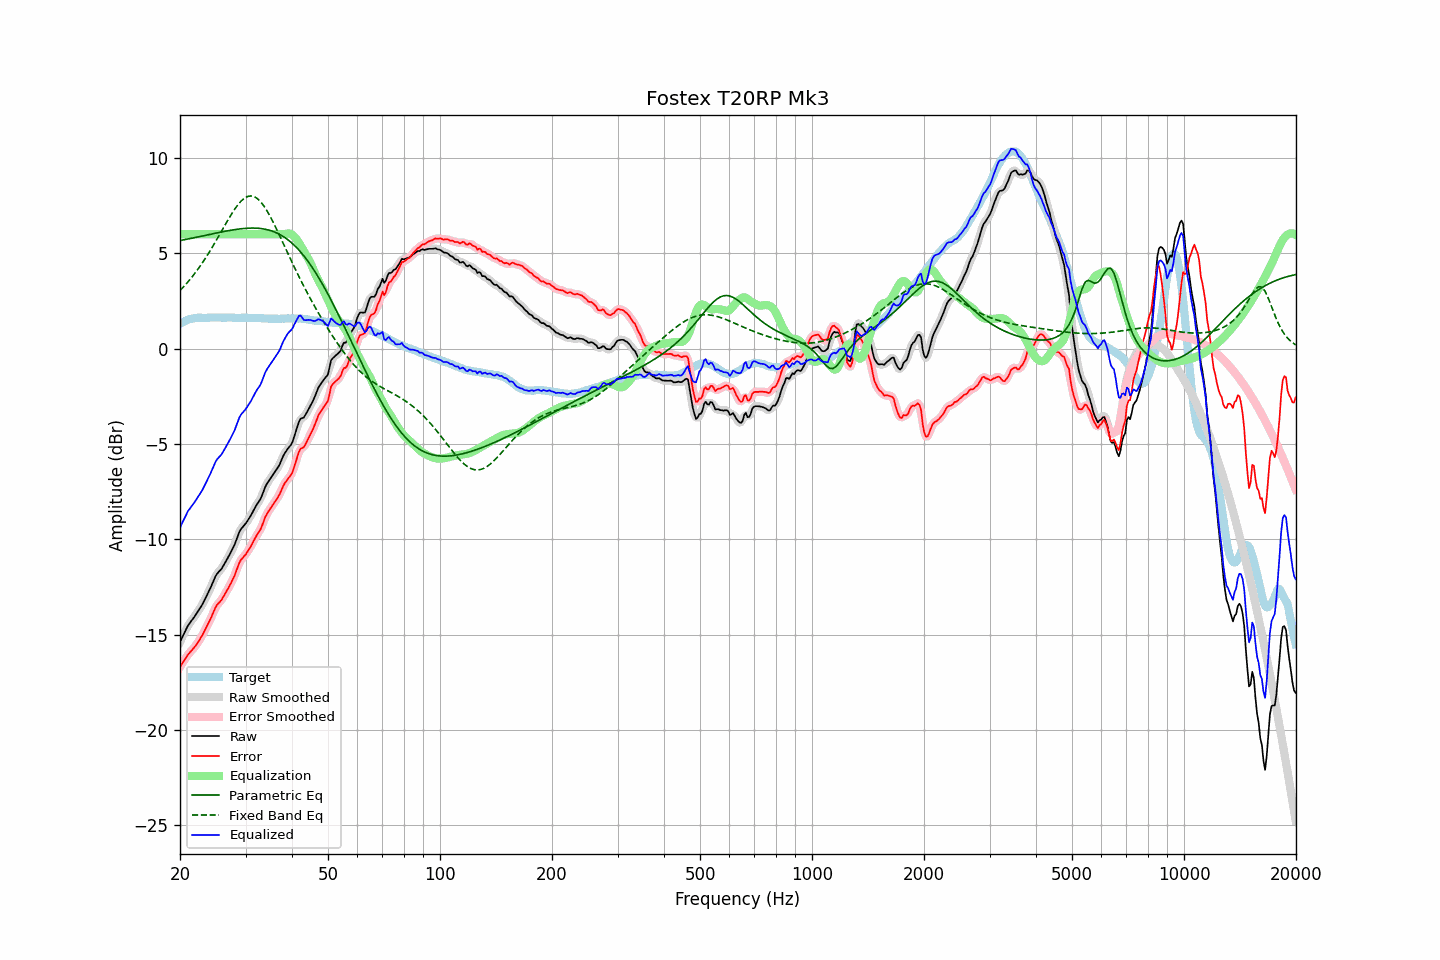 Fostex T20RP Mk3
Amplitude (dBr)
10
5
0
−5
−10
−15
−20
−25
Target
Raw Smoothed
Error Smoothed
Raw
Error
Equalization
Parametric Eq
Fixed Band Eq
Equalized
20 50 100 200 500 1000 2000 5000 10000 20000
Frequency (Hz)